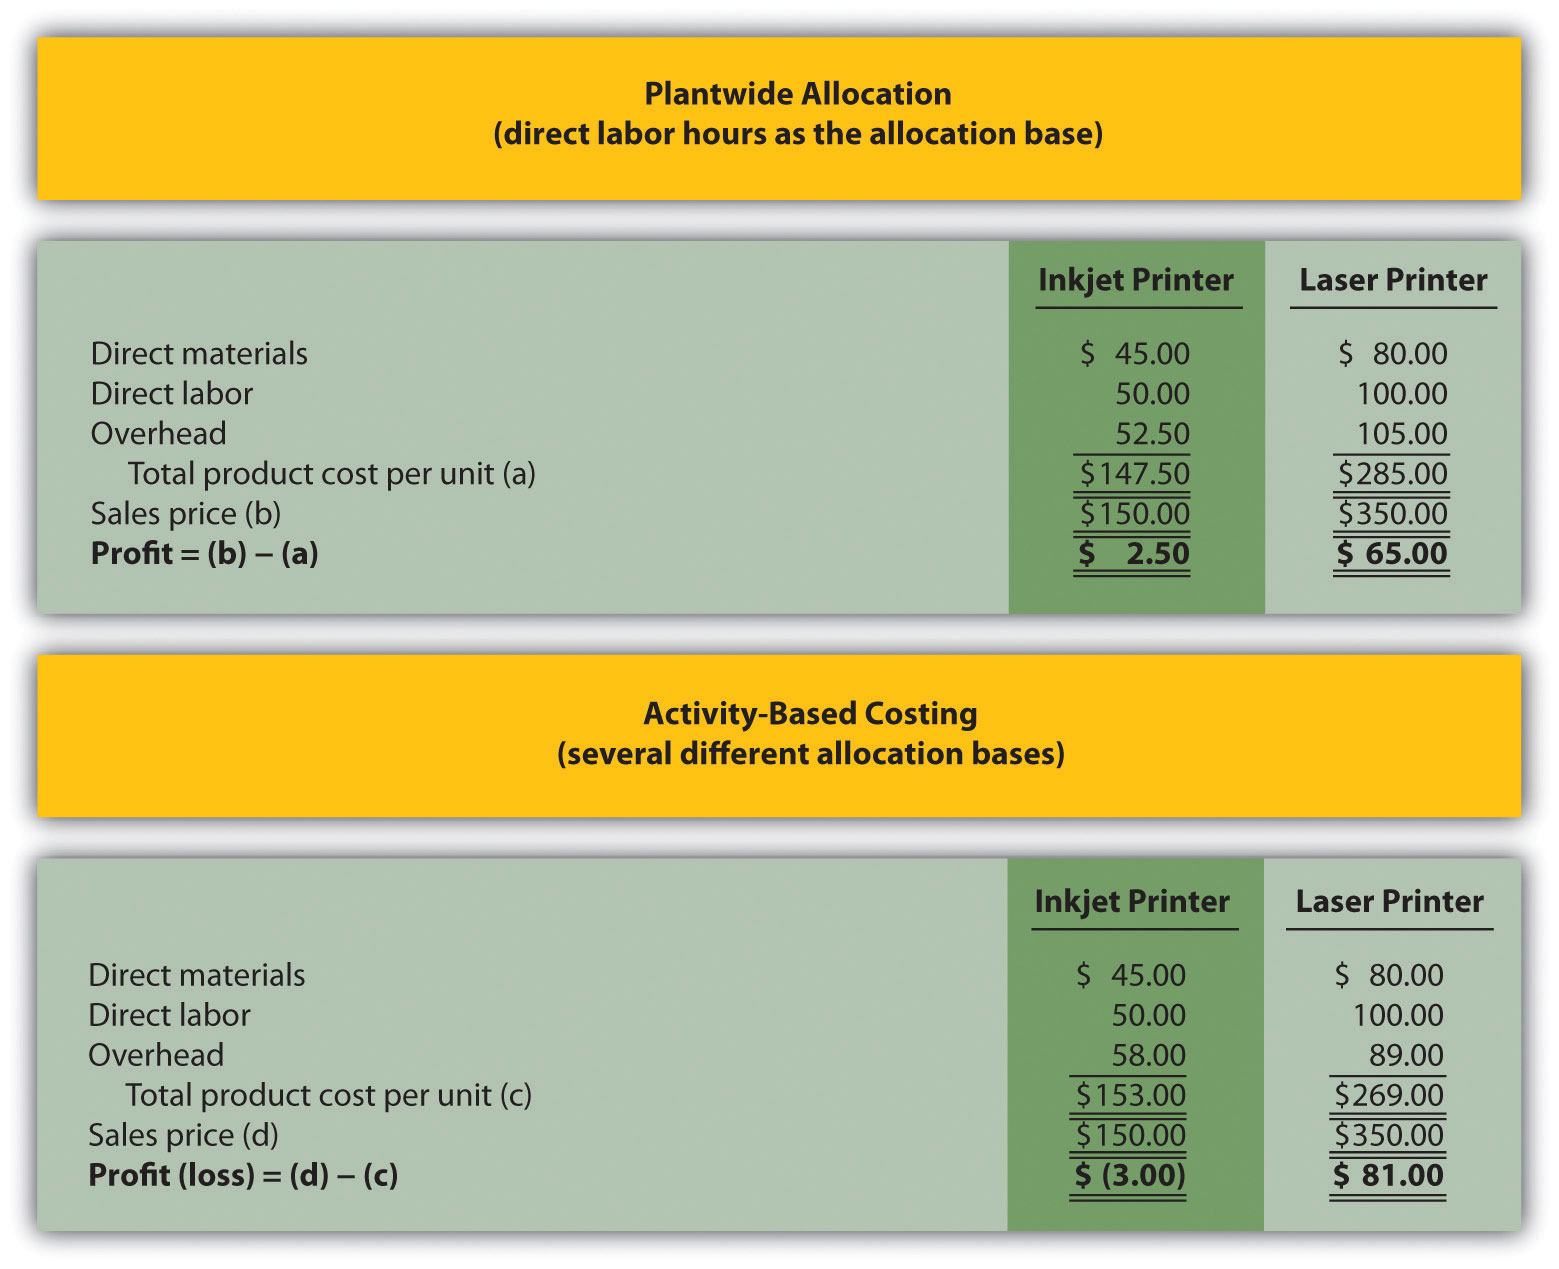 Plantwide Allocation
(direct labor hours as the allocation base)
Inkjet Printer Laser Printer
Direct materials $ 45.00 $ 80.00
Direct labor 50.00 100.00
Overhead 52.50 105.00
Total product cost per unit (a) $147.50 $285.00
Sales price (b) $150.00 $350.00
Profit = (b) – (a) $ 2.50 $ 65.00
Activity-Based Costing
(several different allocation bases)
Inkjet Printer Laser Printer
Direct materials $ 45.00 $ 80.00
Direct labor 50.00 100.00
Overhead 58.00 89.00
Total product cost per unit (c) $153.00 $269.00
Sales price (d) $150.00 $350.00
Profit (loss) = (d) – (c) $ (3.00) $ 81.00